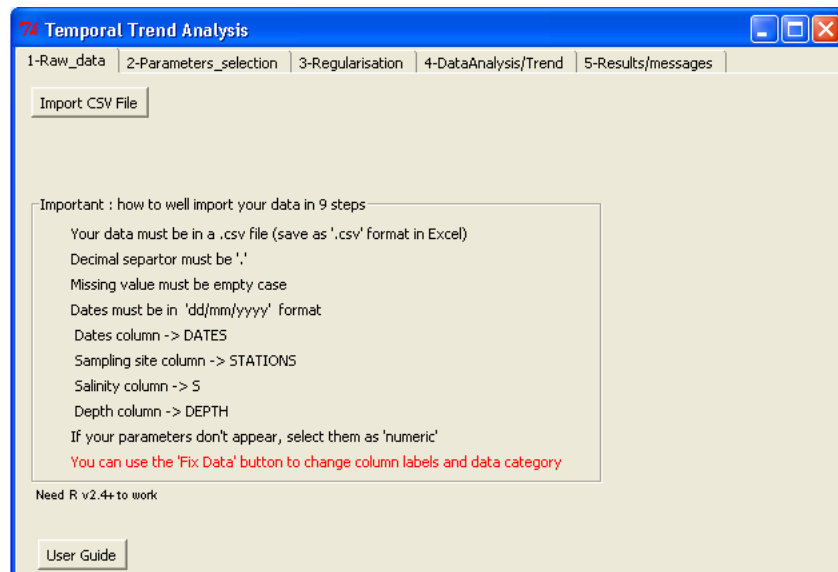 Temporal Trend Analysis
1-Raw_data 2-Parameters_selection 3-Regularisation 4-DataAnalysis/Trend 5-Results/messages
Import CSV File
Important : how to well import your data in 9 steps
Your data must be in a .csv file (save as '.csv' format in Excel)
Decimal separtor must be '.'
Missing value must be empty case
Dates must be in 'dd/mm/yyyy' format
Dates column -> DATES
Sampling site column -> STATIONS
Salinity column -> S
Depth column -> DEPTH
If your parameters don't appear, select them as 'numeric'
You can use the 'Fix Data' button to change column labels and data category
Need R v2.4+ to work
User Guide